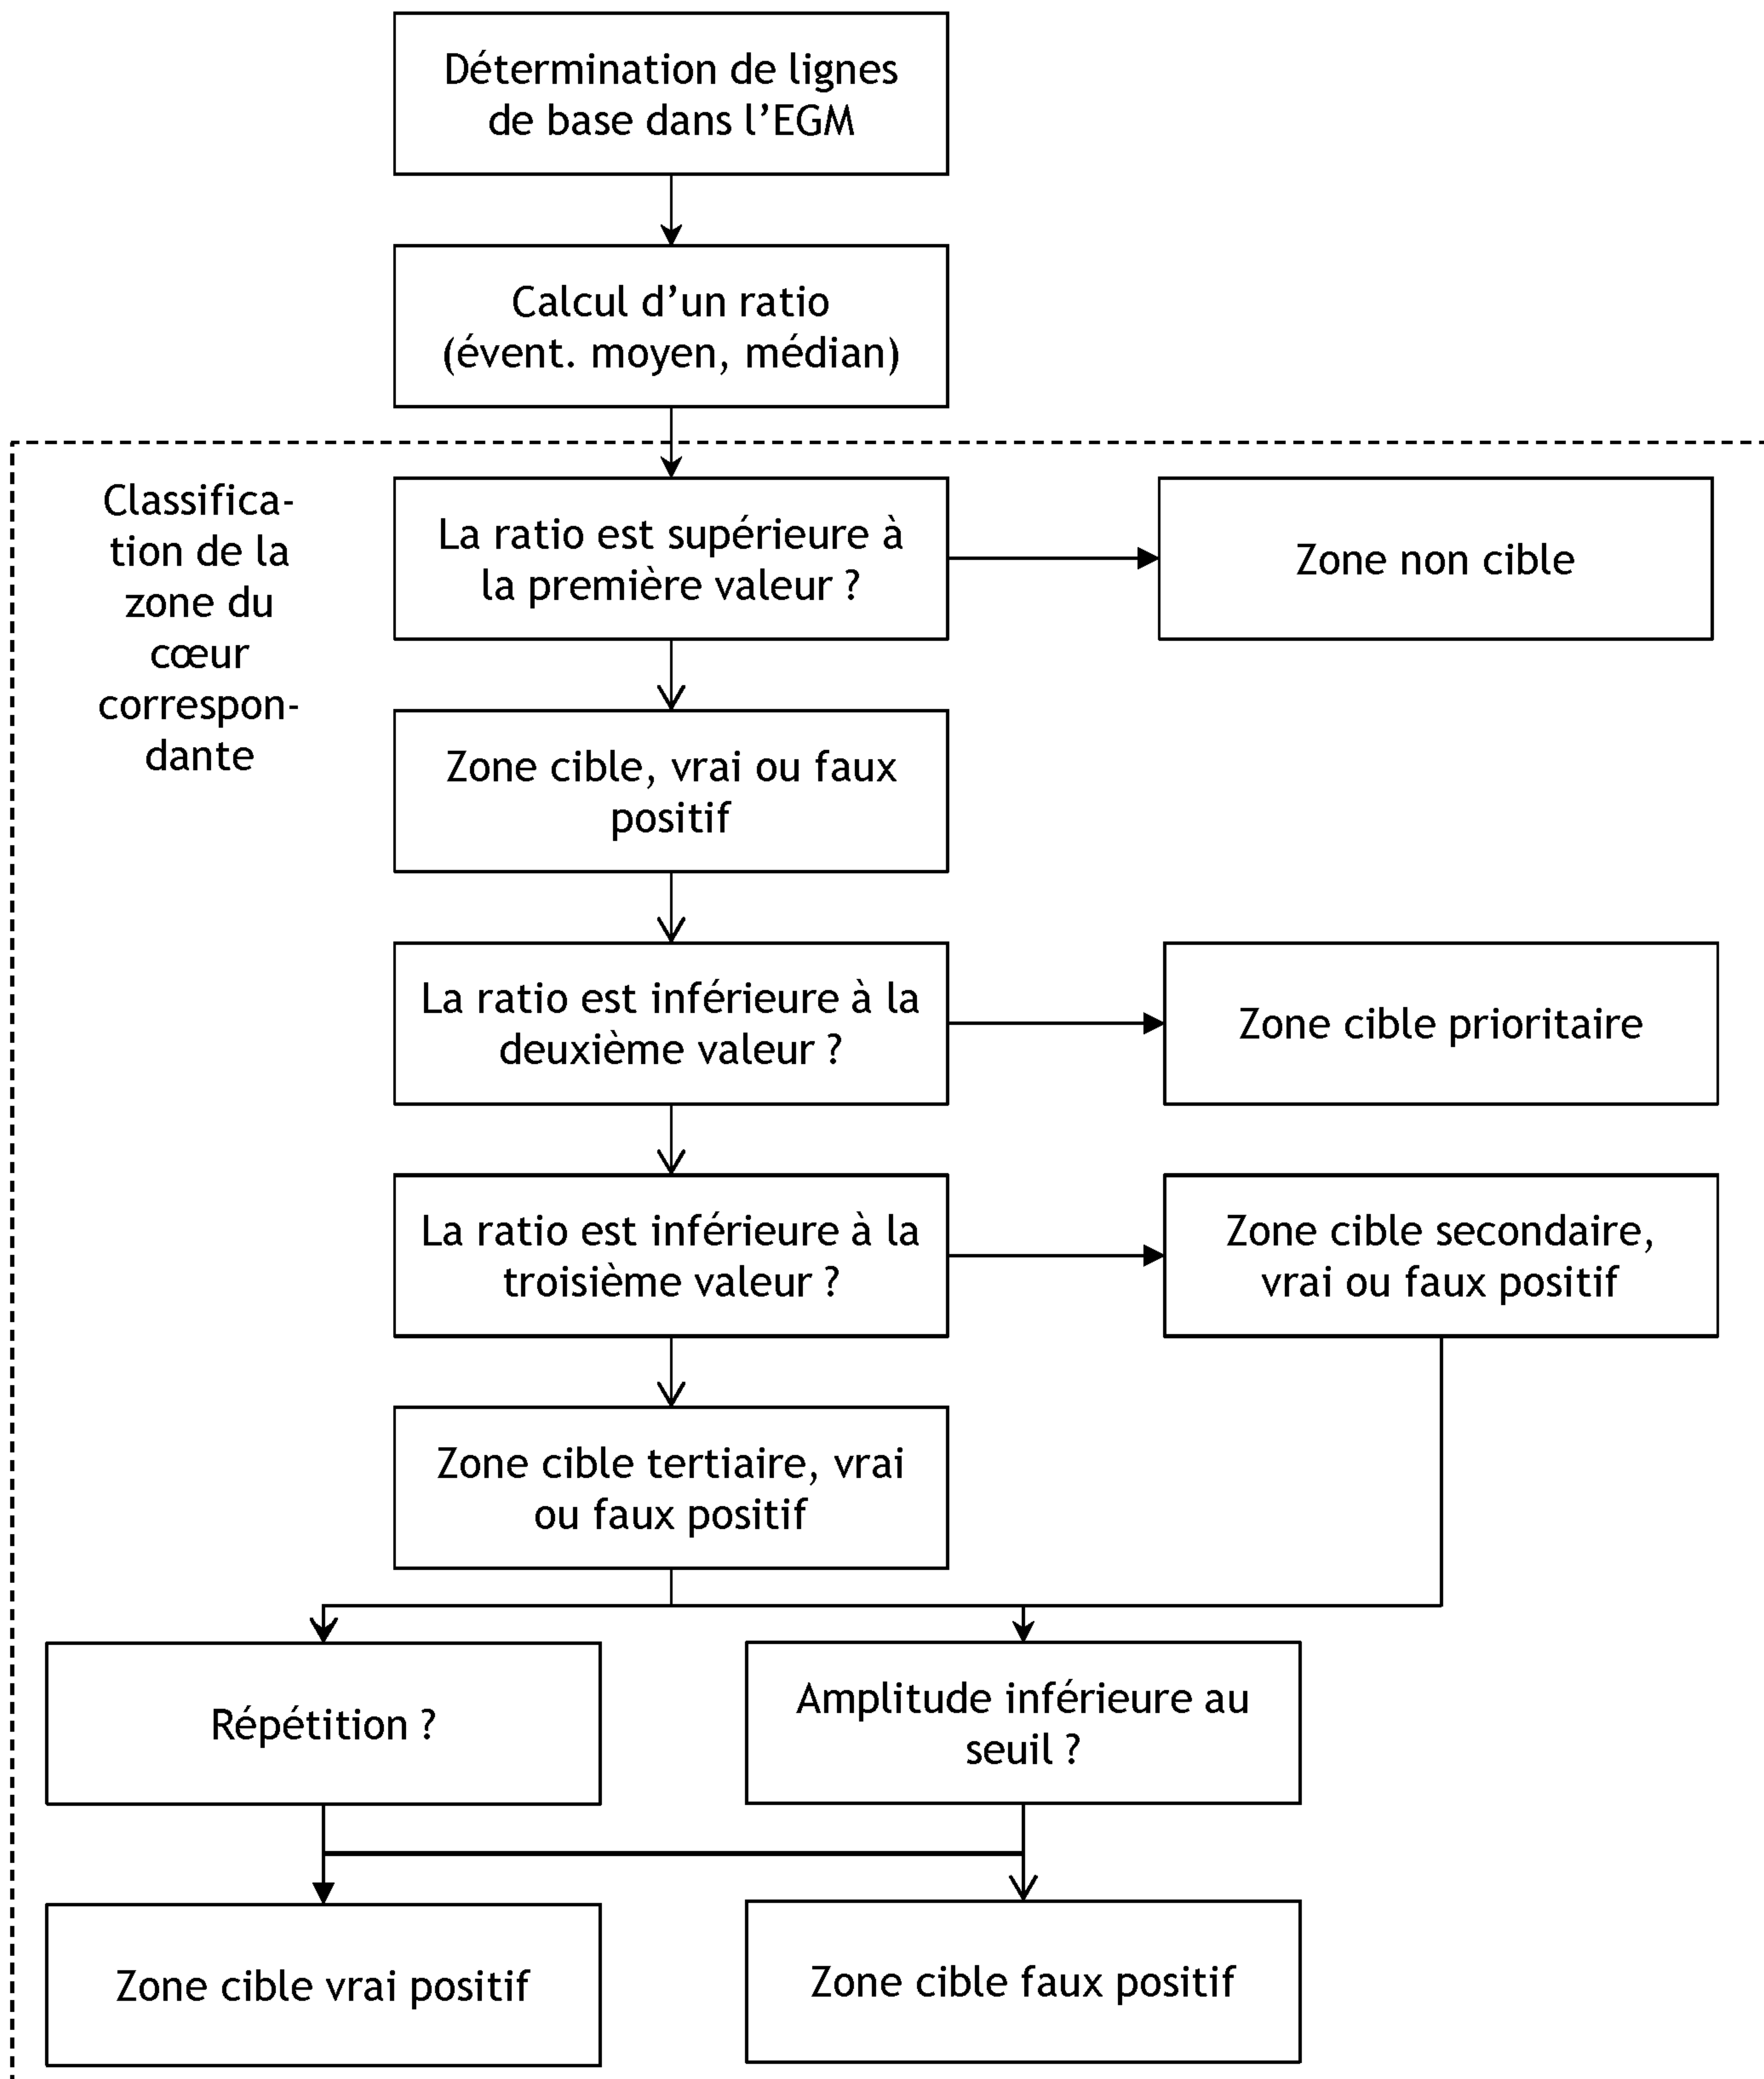 Détermination de lignes
de base dans l’EGM
Calcul d’un ratio
(évent. moyen, médian)
Classifica-
tion de la
zone du
cœur
correspon-
dante
La ratio est supérieure à
la première valeur ?
Zone non cible
Zone cible, vrai ou faux
positif
La ratio est inférieure à la
deuxième valeur ?
Zone cible prioritaire
La ratio est inférieure à la
troisième valeur ?
Zone cible secondaire,
vrai ou faux positif
Zone cible tertiaire, vrai
ou faux positif
Répétition ?
Amplitude inférieure au
seuil ?
Zone cible vrai positif
Zone cible faux positif